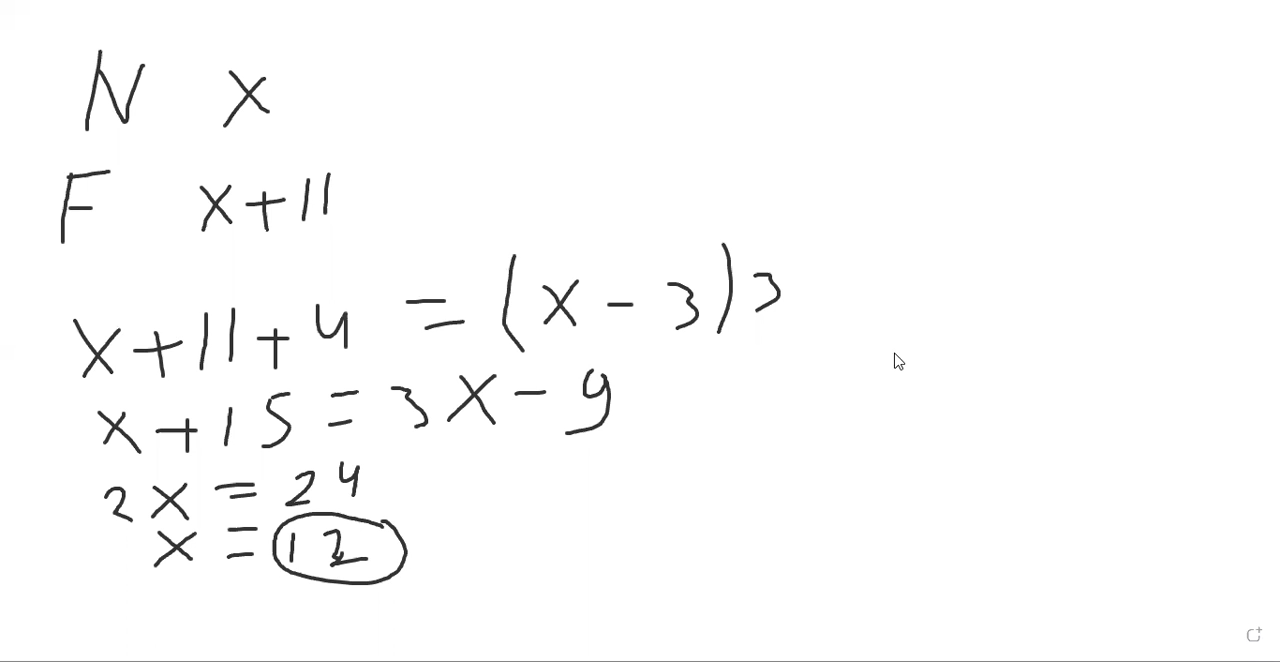 N x
F x+11
x+11+4 = (x-3)3
x+15=3x-9
2x=24
x=12